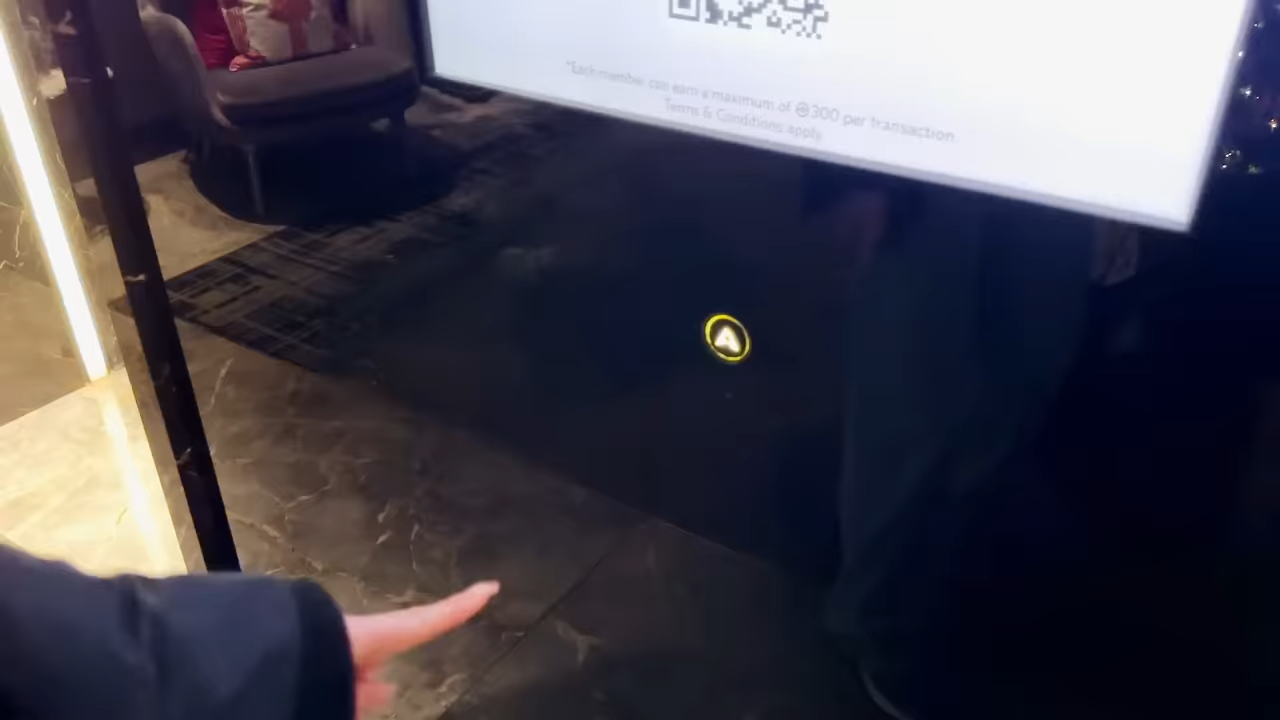 *Each member can earn a maximum of 300 per transaction
Terms & Conditions apply